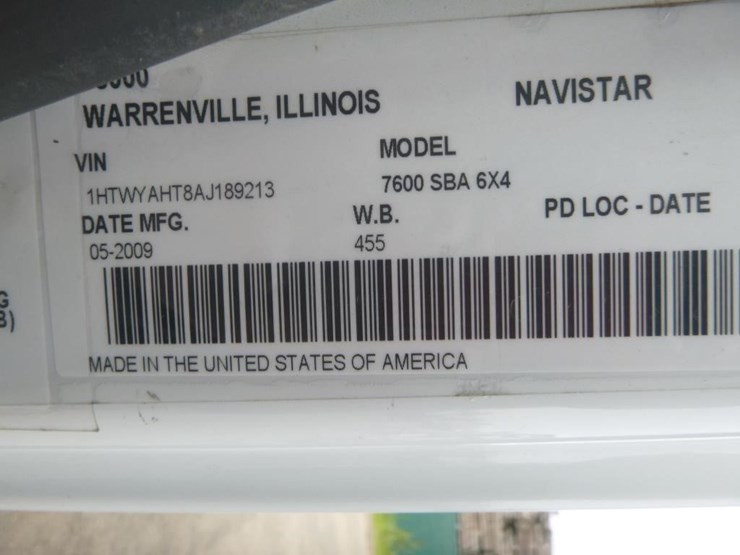 WARRENVILLE, ILLINOIS NAVISTAR
VIN MODEL
1HTWYAHT8AJ189213 7600 SBA 6X4
DATE MFG. W.B. PD LOC - DATE
05-2009 455
MADE IN THE UNITED STATES OF AMERICA